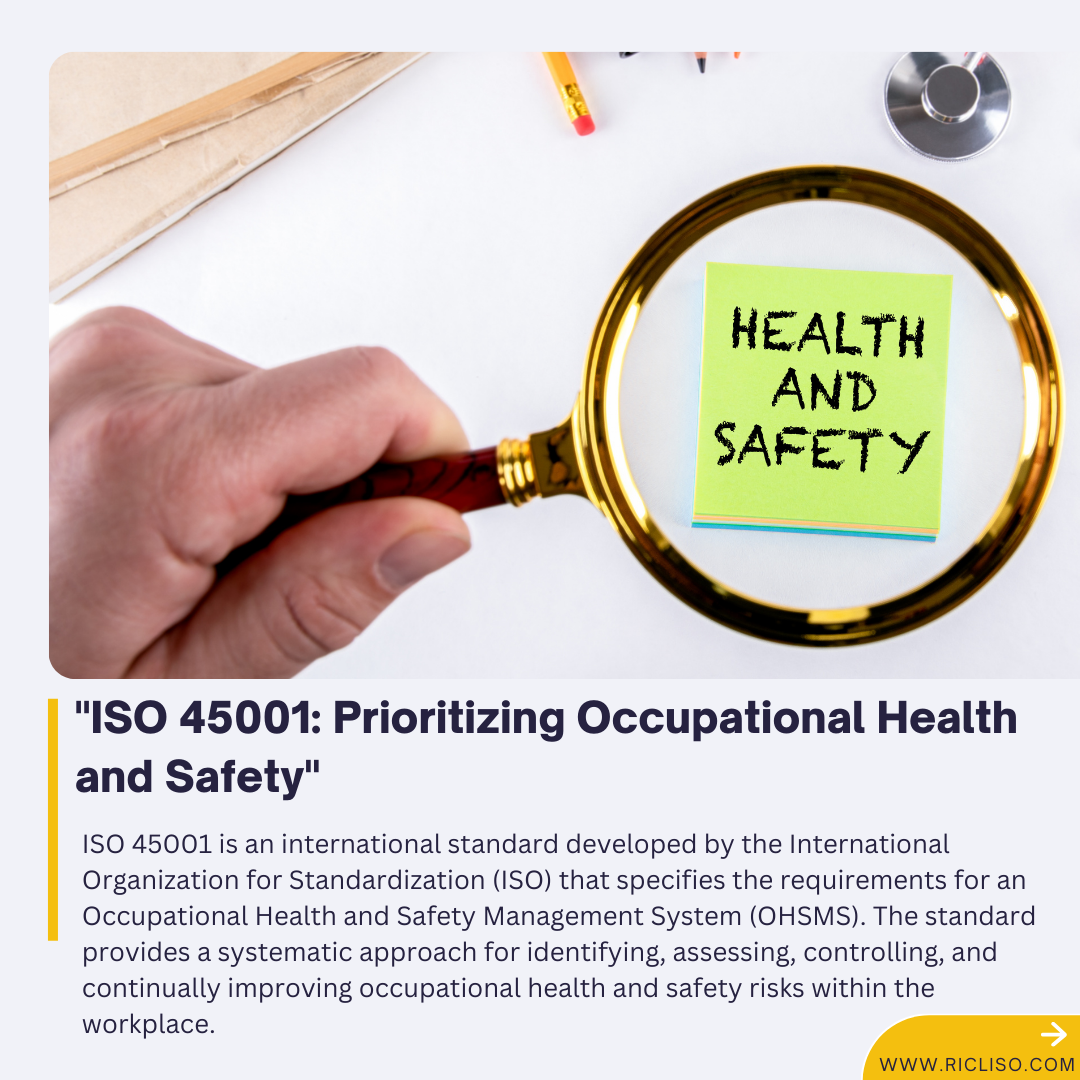 HEALTH
AND
SAFETY
"ISO 45001: Prioritizing Occupational Health
and Safety"
ISO 45001 is an international standard developed by the International
Organization for Standardization (ISO) that specifies the requirements for an
Occupational Health and Safety Management System (OHSMS). The standard
provides a systematic approach for identifying, assessing, controlling, and
continually improving occupational health and safety risks within the
workplace.
WWW.RICLISO.COM